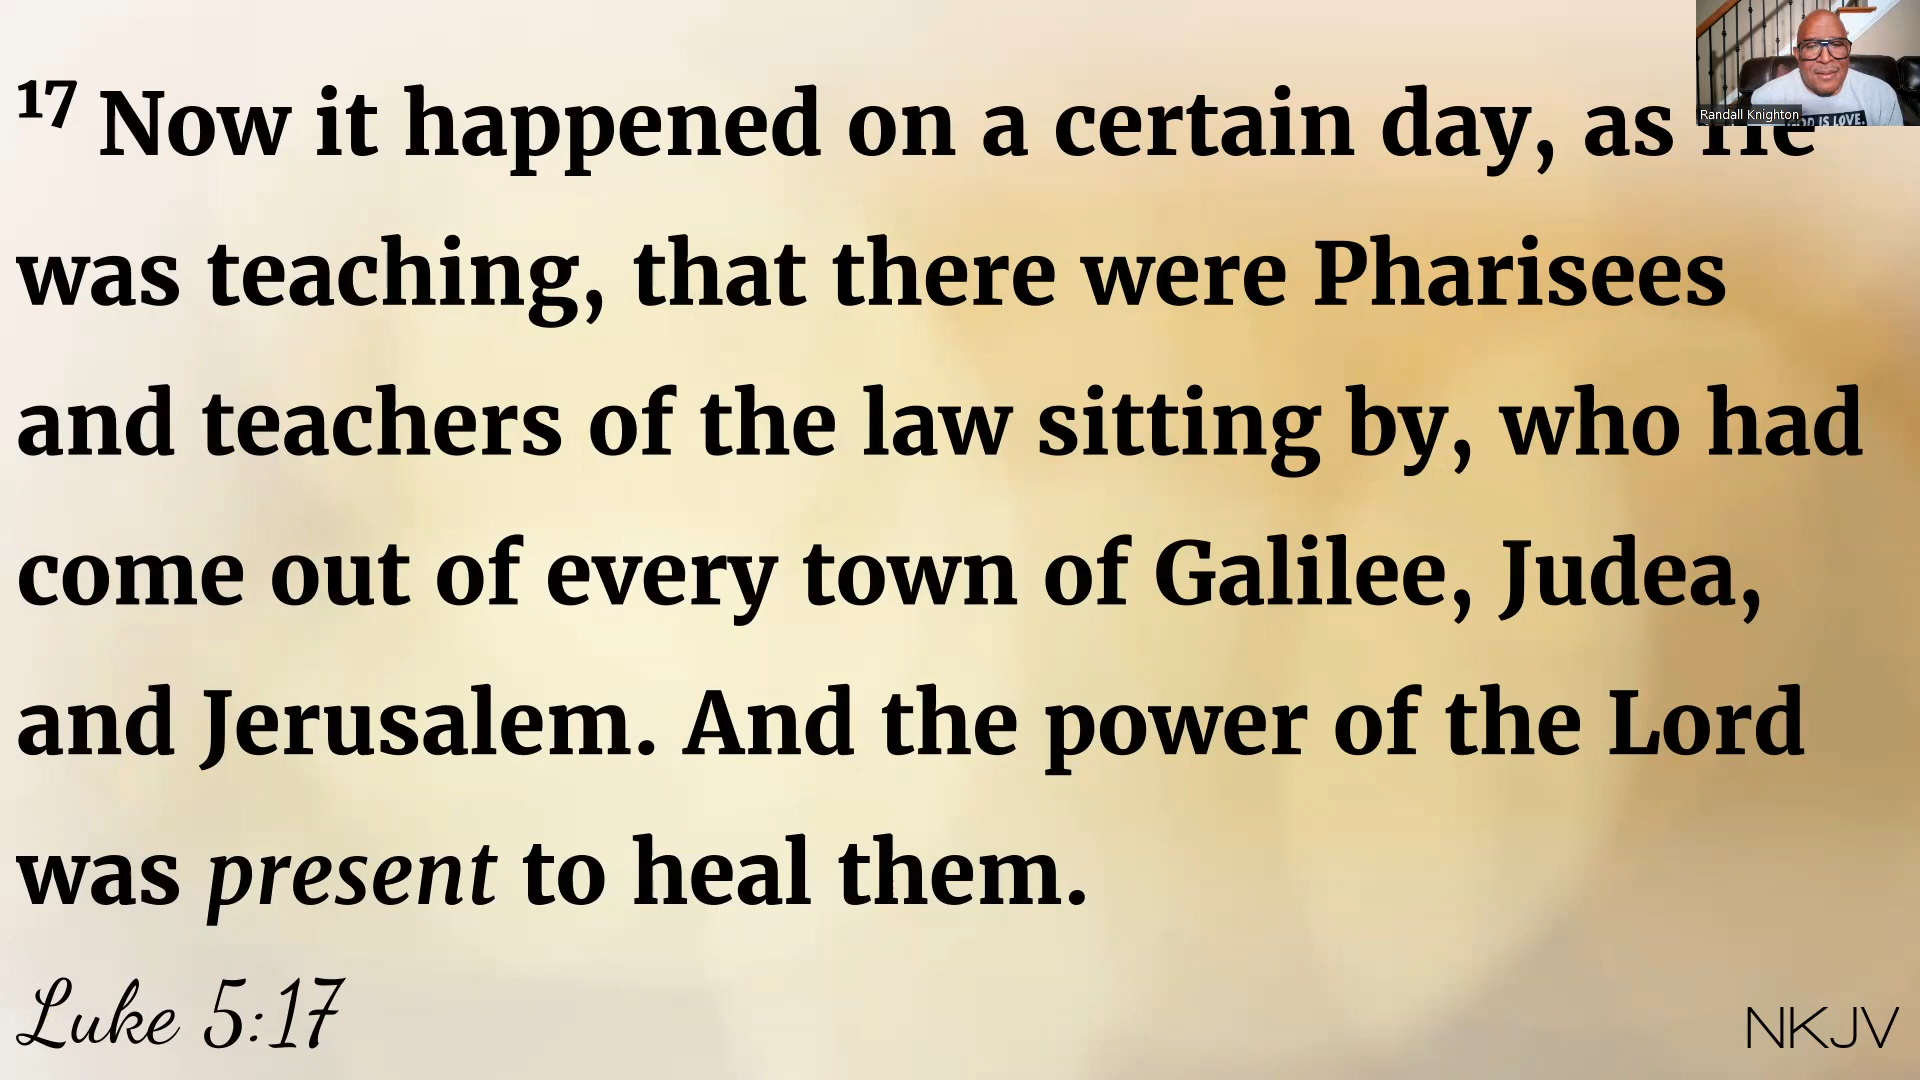 17 Now it happened on a certain day, as He
was teaching, that there were Pharisees
and teachers of the law sitting by, who had
come out of every town of Galilee, Judea,
and Jerusalem. And the power of the Lord
was present to heal them.
Luke 5:17
NKJV
Randall Knighton
IS LOVE.